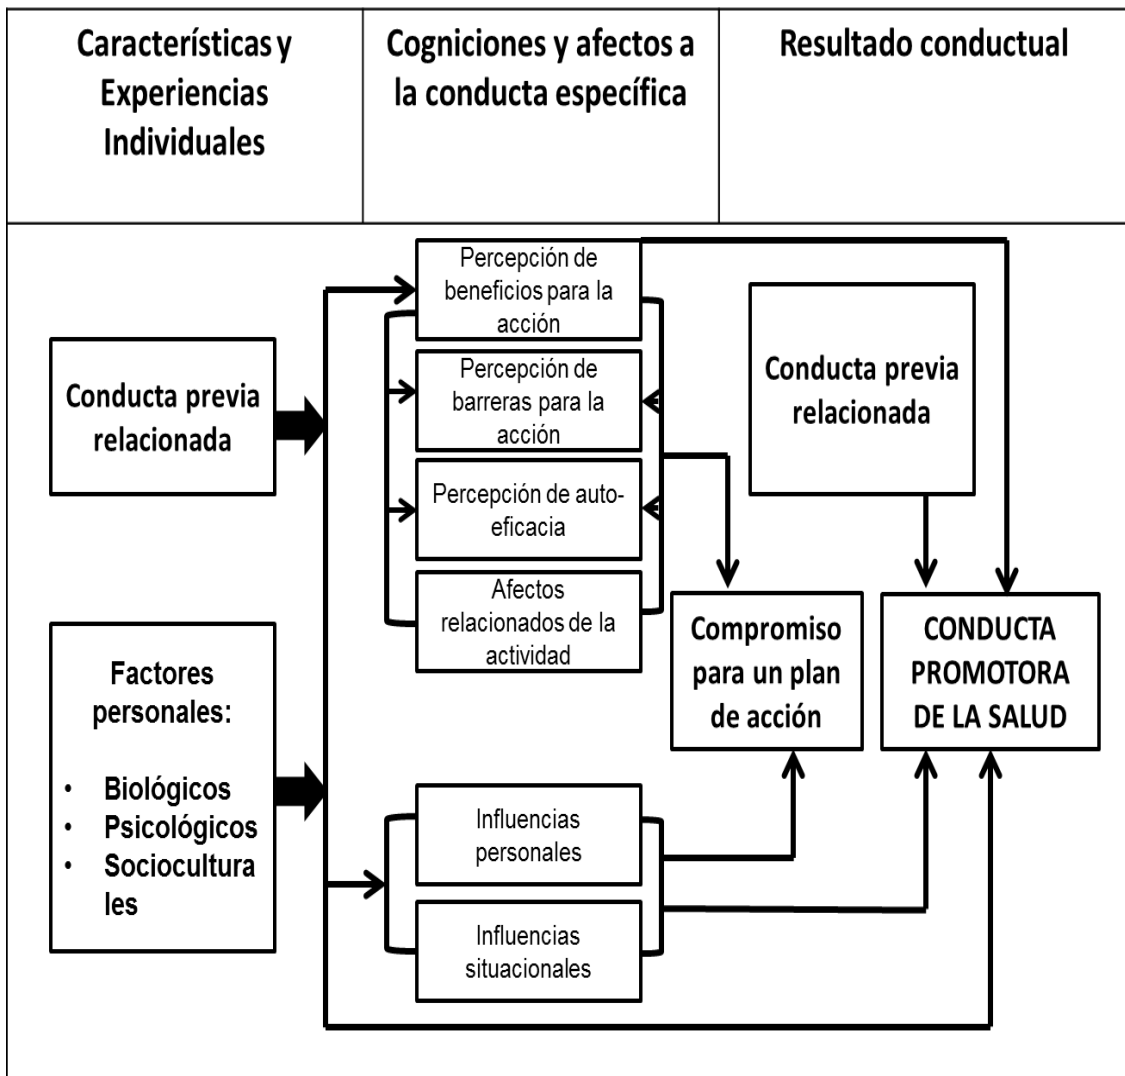 Características y
Experiencias
Individuales
Cogniciones y afectos a
la conducta específica
Resultado conductual
Conducta previa
relacionada
Factores
personales:
• Biológicos
• Psicológicos
• Sociocultura
les
Percepción de
beneficios para la
acción
Percepción de
barreras para la
acción
Percepción de auto-
eficacia
Afectos
relacionados de la
actividad
Influencias
personales
Influencias
situacionales
Conducta previa
relacionada
Compromiso
para un plan
de acción
CONDUCTA
PROMOTORA
DE LA SALUD